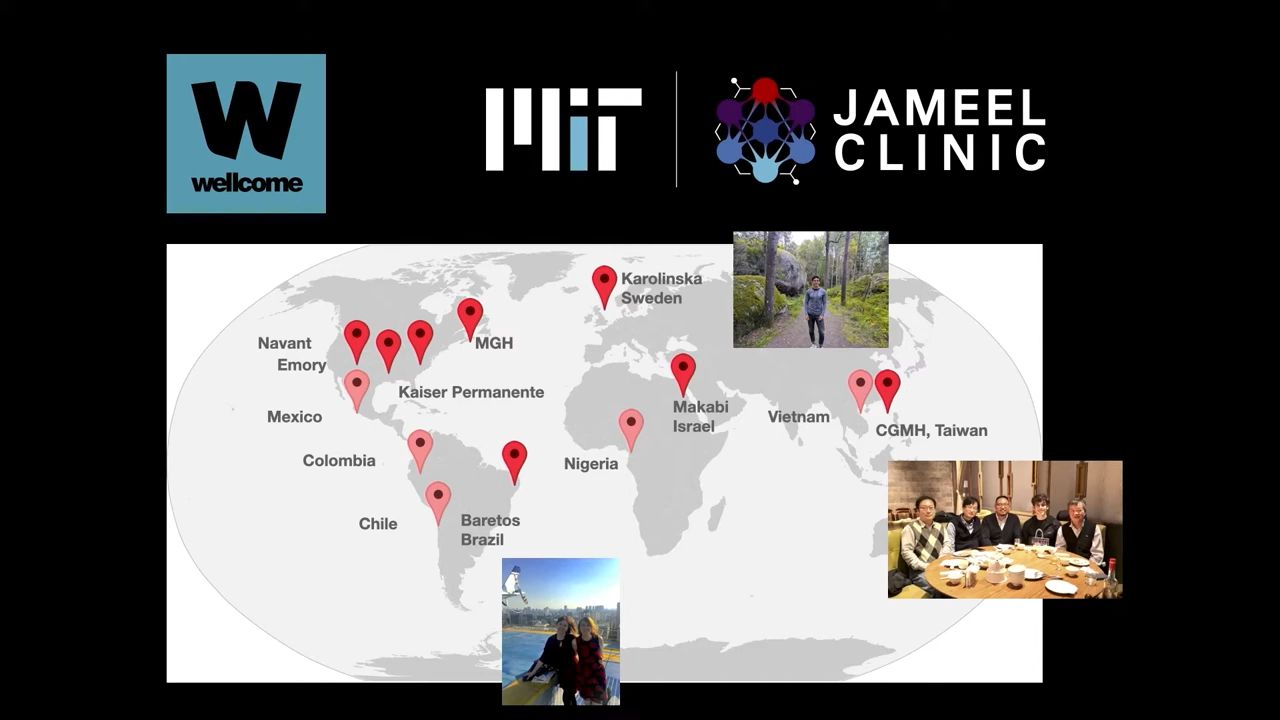 W
wellcome
MIT
JAMEEL
CLINIC
Karolinska
Sweden
Navant
Emory
MGH
Kaiser Permanente
Mexico
Makabi
Israel
Vietnam
CGMH, Taiwan
Colombia
Nigeria
Chile
Baretos
Brazil